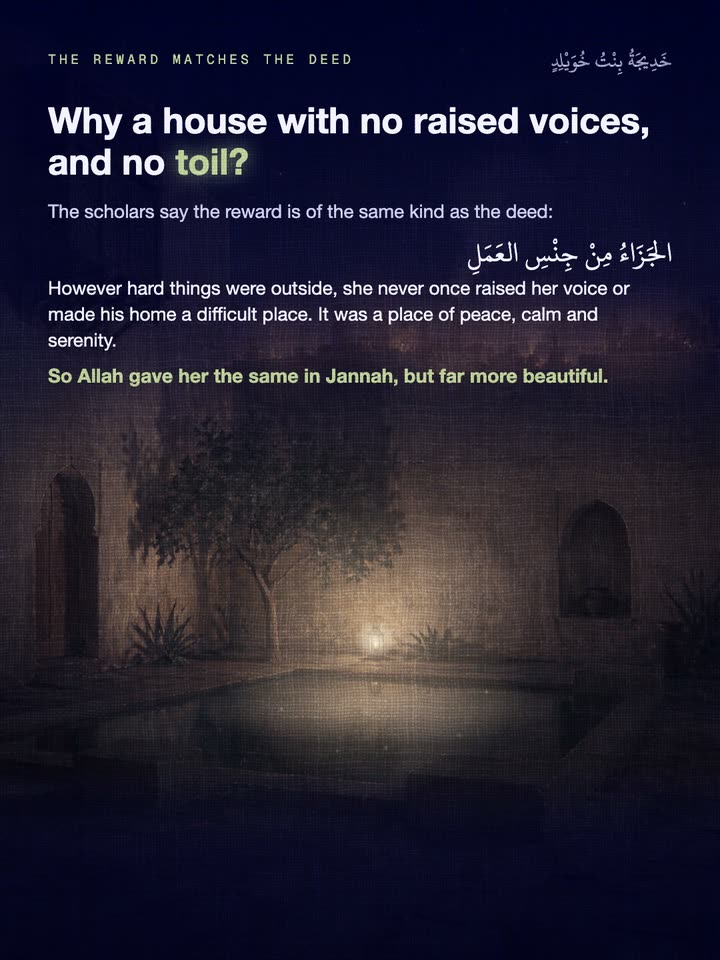 THE REWARD MATCHES THE DEED
خَدِيجَةُ بِنْتُ خُوَيْلِدٍ
Why a house with no raised voices,
and no toil?
The scholars say the reward is of the same kind as the deed:
الجَزَاءُ مِنْ جِنْسِ العَمَلِ
However hard things were outside, she never once raised her voice or
made his home a difficult place. It was a place of peace, calm and
serenity.
So Allah gave her the same in Jannah, but far more beautiful.